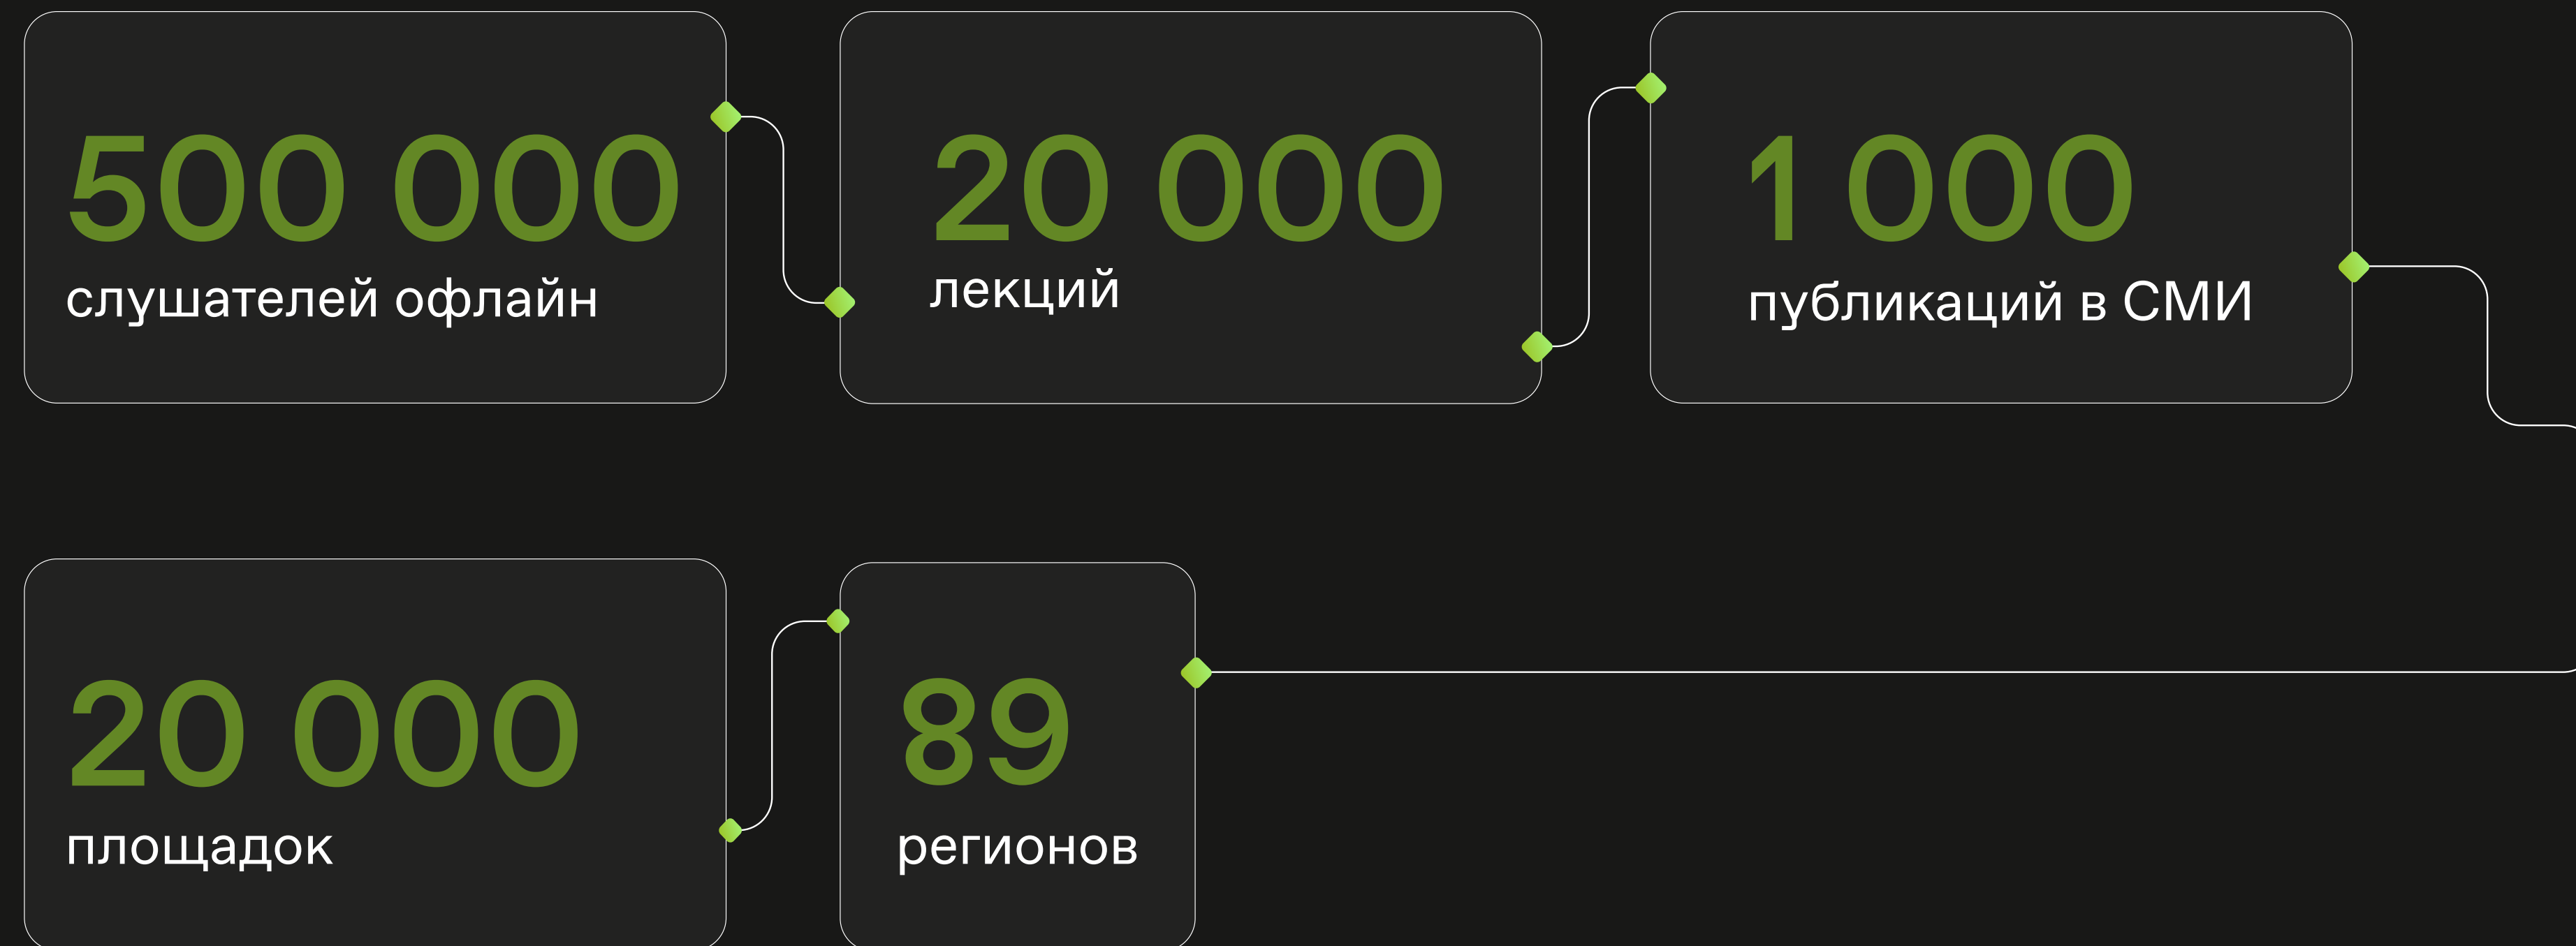 500 000
слушателей офлайн
20 000
лекций
1 000
публикаций в СМИ
20 000
площадок
89
регионов